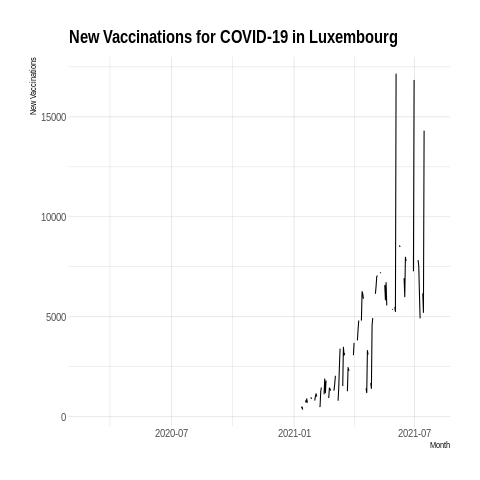 New Vaccinations for COVID-19 in Luxembourg
New Vaccinations
15000
10000
5000
0
2020-07
2021-01
2021-07
Month